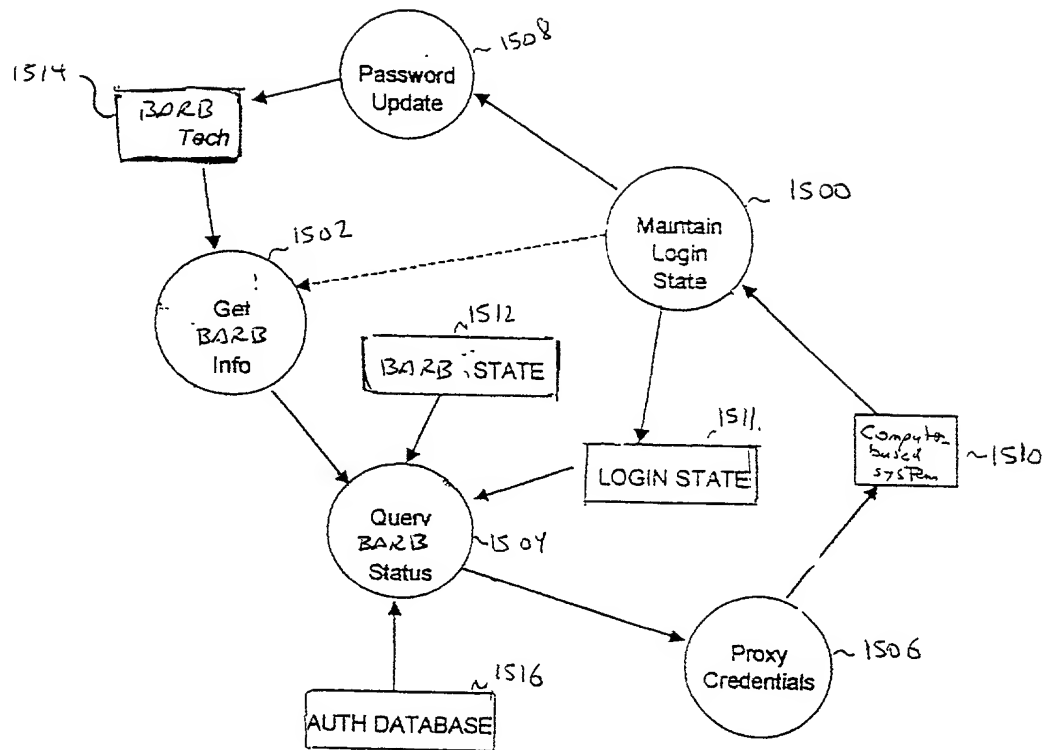 1508
Password
Update
1514
BARB
Tech
1500
Maintain
Login
State
1502
Get
BARB
Info
1512
BARB STATE
1511
LOGIN STATE
Computer
based
system
1510
Query
BARB
Status
1504
Proxy
Credentials
1506
1516
AUTH DATABASE